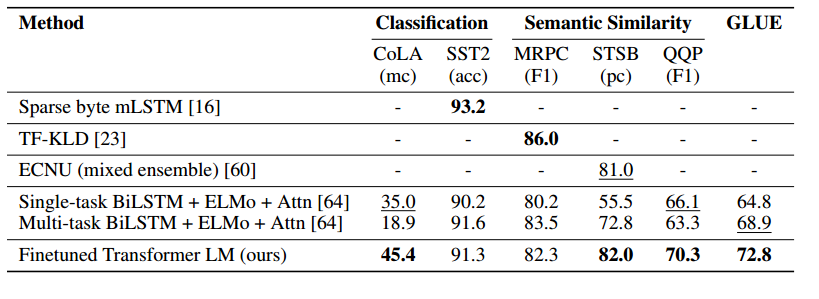 Method Classification Semantic Similarity GLUE
CoLA SST2 MRPC STSB QQP
(mc) (acc) (F1) (pc) (F1)
Sparse byte mLSTM [16] - 93.2 - - - -
TF-KLD [23] - - 86.0 - - -
ECNU (mixed ensemble) [60] - - - 81.0 - -
Single-task BiLSTM + ELMo + Attn [64] 35.0 90.2 80.2 55.5 66.1 64.8
Multi-task BiLSTM + ELMo + Attn [64] 18.9 91.6 83.5 72.8 63.3 68.9
Finetuned Transformer LM (ours) 45.4 91.3 82.3 82.0 70.3 72.8